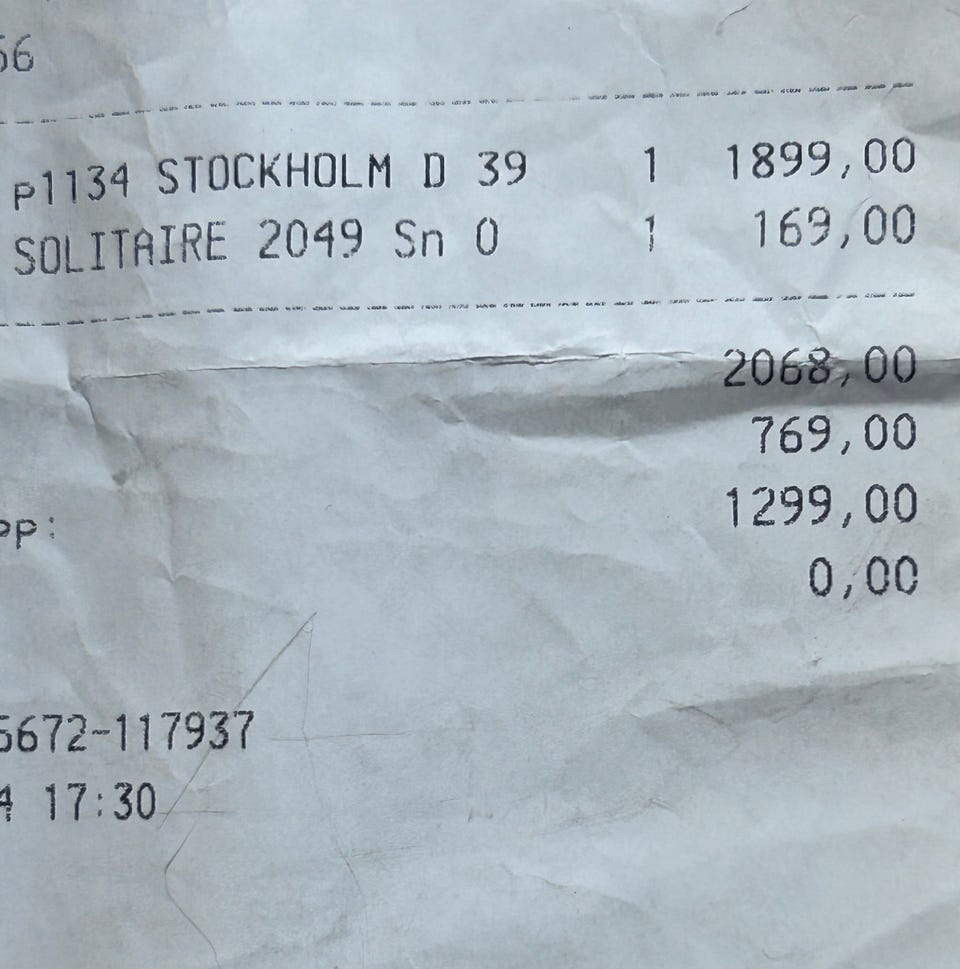 66
p1134 STOCKHOLM D 39 1 1899,00
SOLITAIRE 2049 Sn 0 1 169,00
2068,00
769,00
pp: 1299,00
0,00
5672-117937
4 17:30